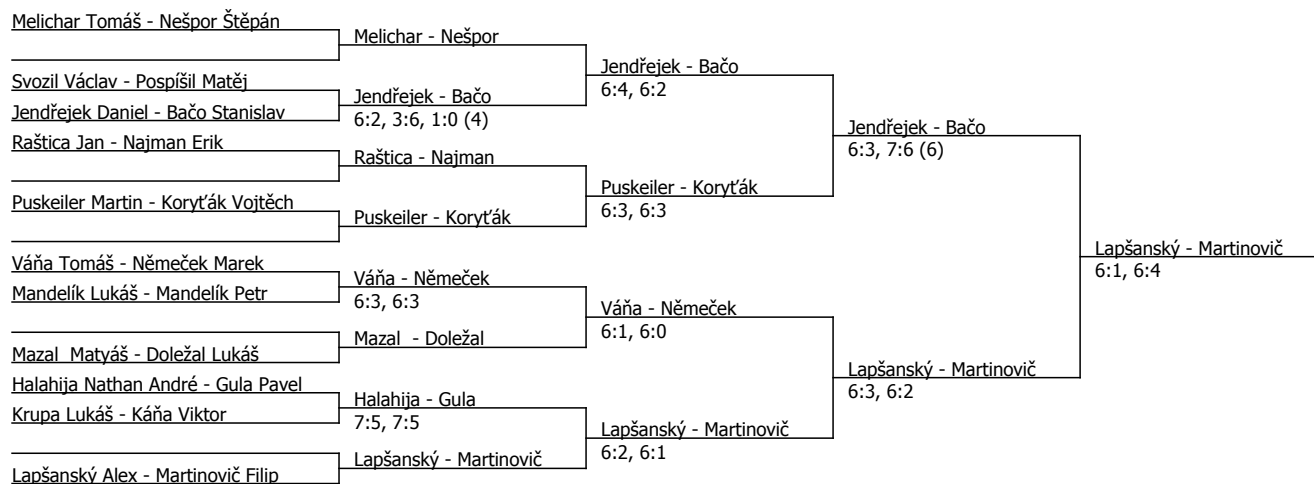 Melichar Tomáš - Nešpor Štěpán
Svozil Václav - Pospíšil Matěj
Jendřejek Daniel - Bačo Stanislav
Raštica Jan - Najman Erik
Puskeiler Martin - Koryťák Vojtěch
Váňa Tomáš - Němeček Marek
Mandelík Lukáš - Mandelík Petr
Mazal  Matyáš - Doležal Lukáš
Halahija Nathan André - Gula Pavel
Krupa Lukáš - Káňa Viktor
Lapšanský Alex - Martinovič Filip
Melichar - Nešpor
Jendřejek - Bačo
6:2, 3:6, 1:0 (4)
Raštica - Najman
Puskeiler - Koryťák
Váňa - Němeček
6:3, 6:3
Mazal  - Doležal
Halahija - Gula
7:5, 7:5
Lapšanský - Martinovič
Jendřejek - Bačo
6:4, 6:2
Puskeiler - Koryťák
6:3, 6:3
Váňa - Němeček
6:1, 6:0
Lapšanský - Martinovič
6:2, 6:1
Jendřejek - Bačo
6:3, 7:6 (6)
Lapšanský - Martinovič
6:3, 6:2
Lapšanský - Martinovič
6:1, 6:4